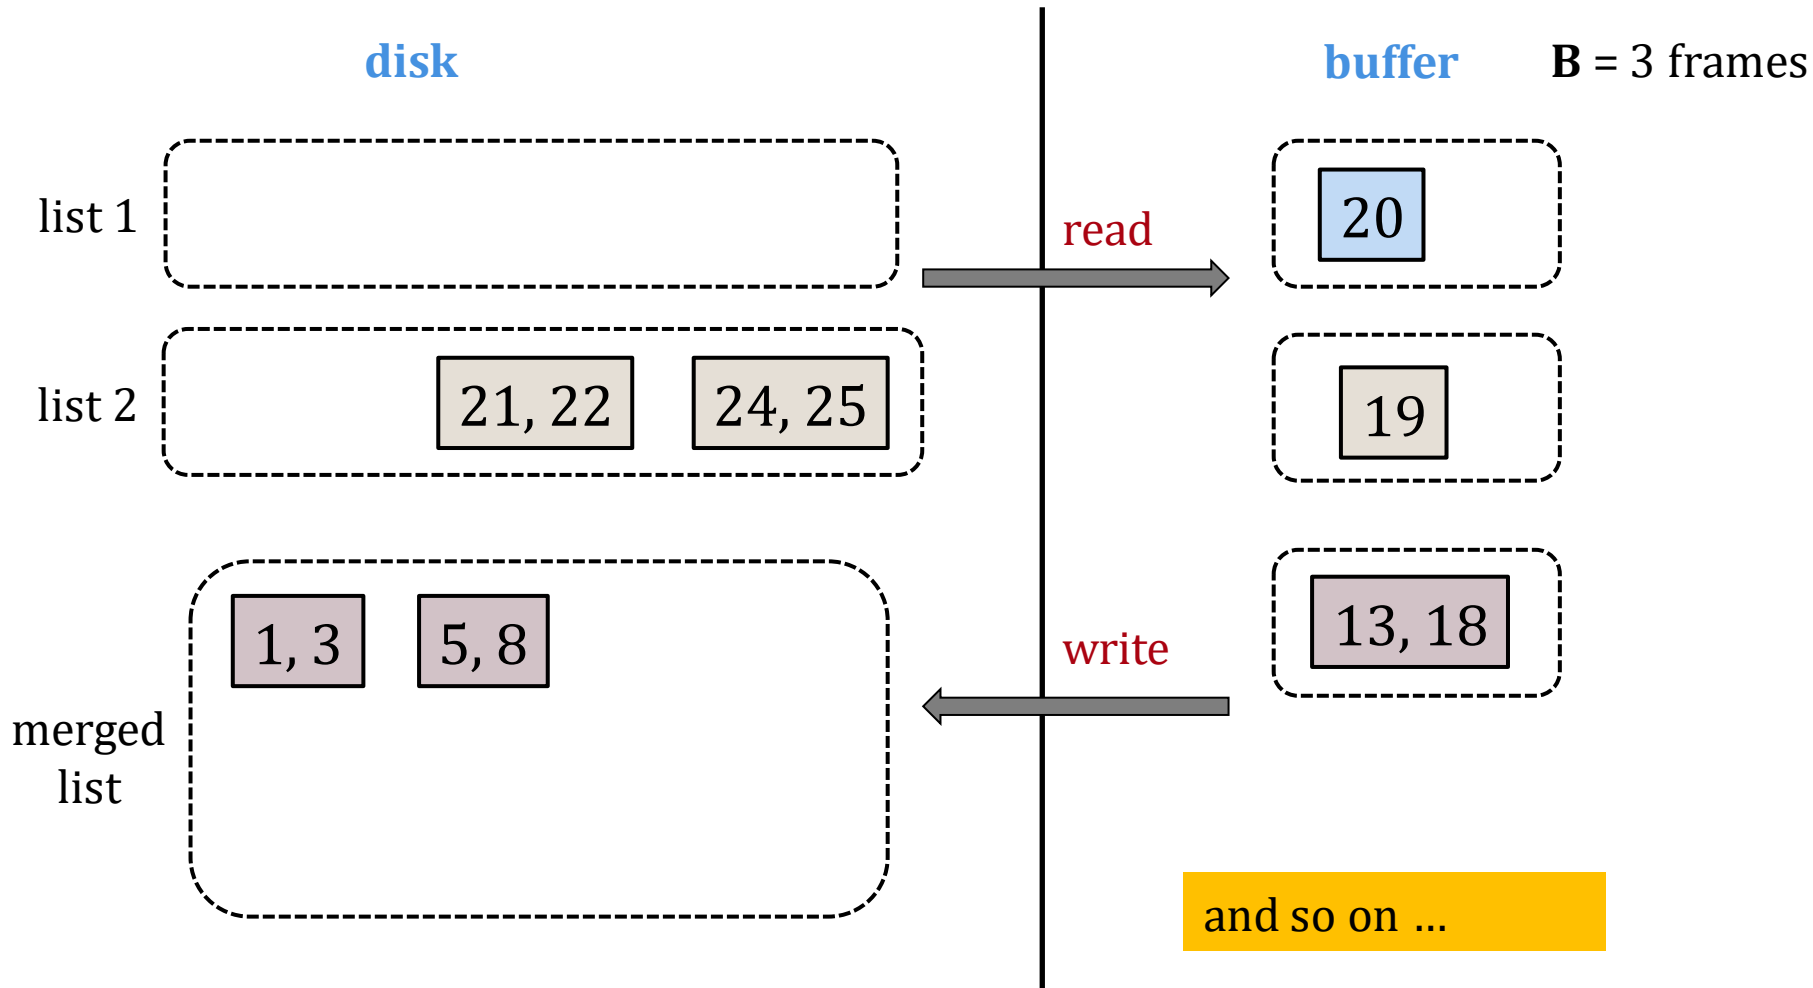 disk
buffer
B = 3 frames
list 1
20
read
list 2
21, 22
24, 25
19
1, 3
5, 8
13, 18
write
merged
list
and so on ...